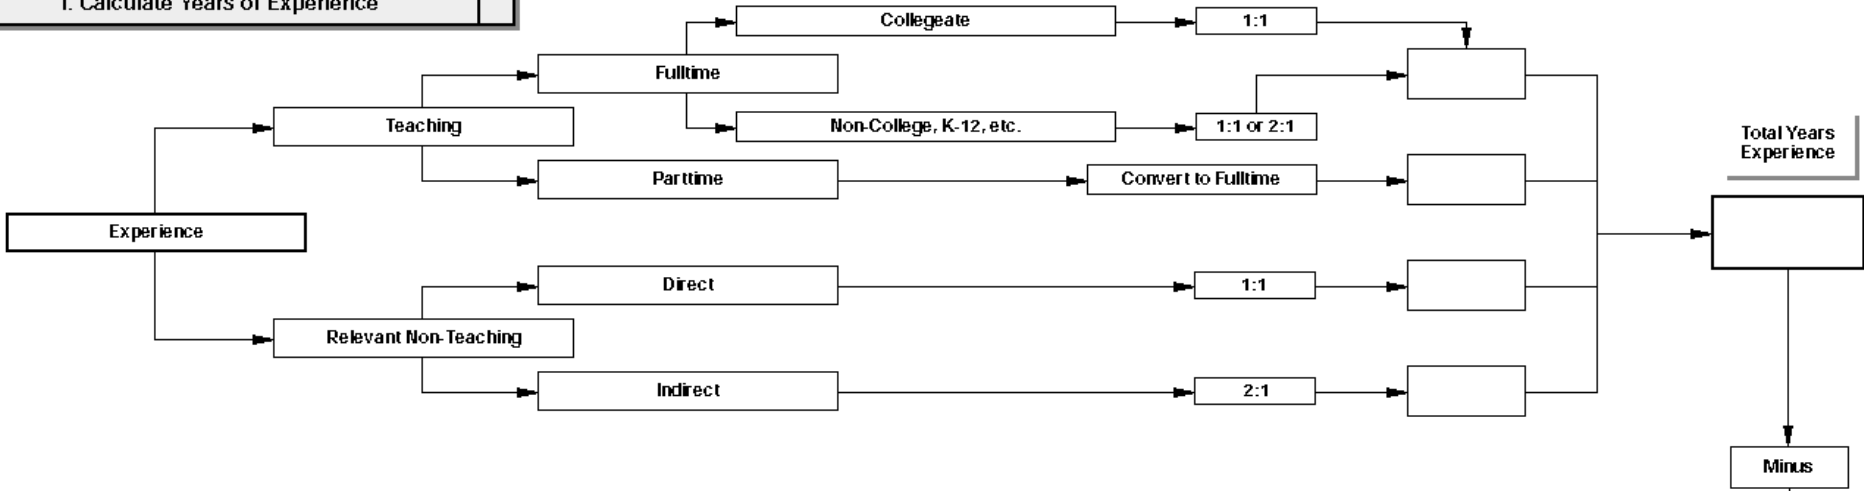 I. Calculate Years of Experience
Collegeate
1:1
Fulltime
Teaching
Non-College, K-12, etc.
1:1 or 2:1
Total Years
Experience
Parttime
Convert to Fulltime
Experience
Direct
1:1
Relevant Non-Teaching
Indirect
2:1
Minus